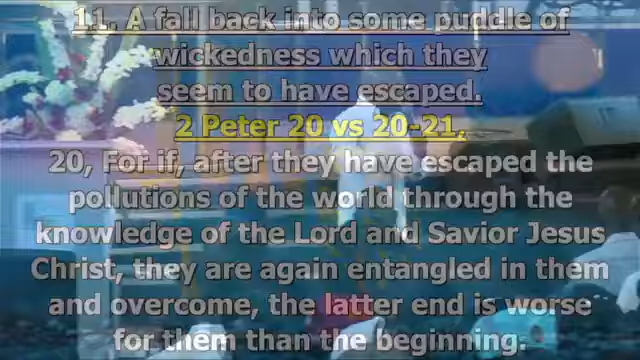 11, A fall back into some puddle of
wickedness which they
seem to have escaped.
2 Peter 20 vs 20-21,
20, For if, after they have escaped the
pollutions of the world through the
knowledge of the Lord and Savior Jesus
Christ, they are again entangled in them
and overcome, the latter end is worse
for them than the beginning.